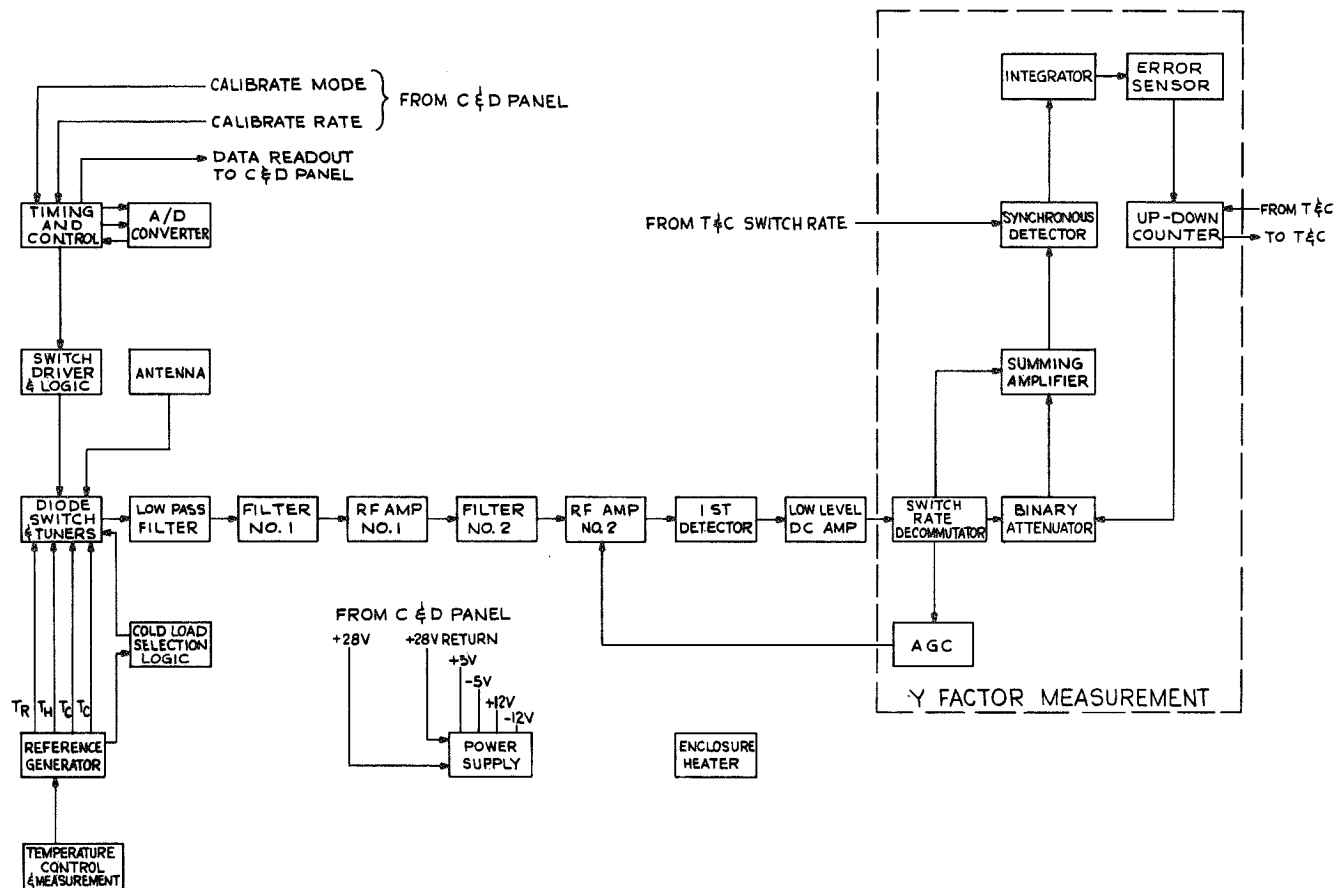 CALIBRATE MODE
CALIBRATE RATE
FROM C & D PANEL
DATA READOUT
TO C & D PANEL
TIMING
AND
CONTROL
A/D
CONVERTER
INTEGRATOR
ERROR
SENSOR
FROM T&C SWITCH RATE
SYNCHRONOUS
DETECTOR
UP-DOWN
COUNTER
FROM T&C
TO T&C
SWITCH
DRIVER
& LOGIC
ANTENNA
SUMMING
AMPLIFIER
DIODE
SWITCH
& TUNERS
LOW PASS
FILTER
FILTER
NO. 1
RF AMP
NO. 1
FILTER
NO. 2
RF AMP
NO. 2
1 ST
DETECTOR
LOW LEVEL
DC AMP
SWITCH
RATE
DECOMMUTATOR
BINARY
ATTENUATOR
COLD LOAD
SELECTION
LOGIC
AGC
Y FACTOR MEASUREMENT
FROM C & D PANEL
+28V
+28V RETURN
+5V
-5V
+12V
-12V
POWER
SUPPLY
ENCLOSURE
HEATER
TR TH TC TC
REFERENCE
GENERATOR
TEMPERATURE
CONTROL
& MEASUREMENT